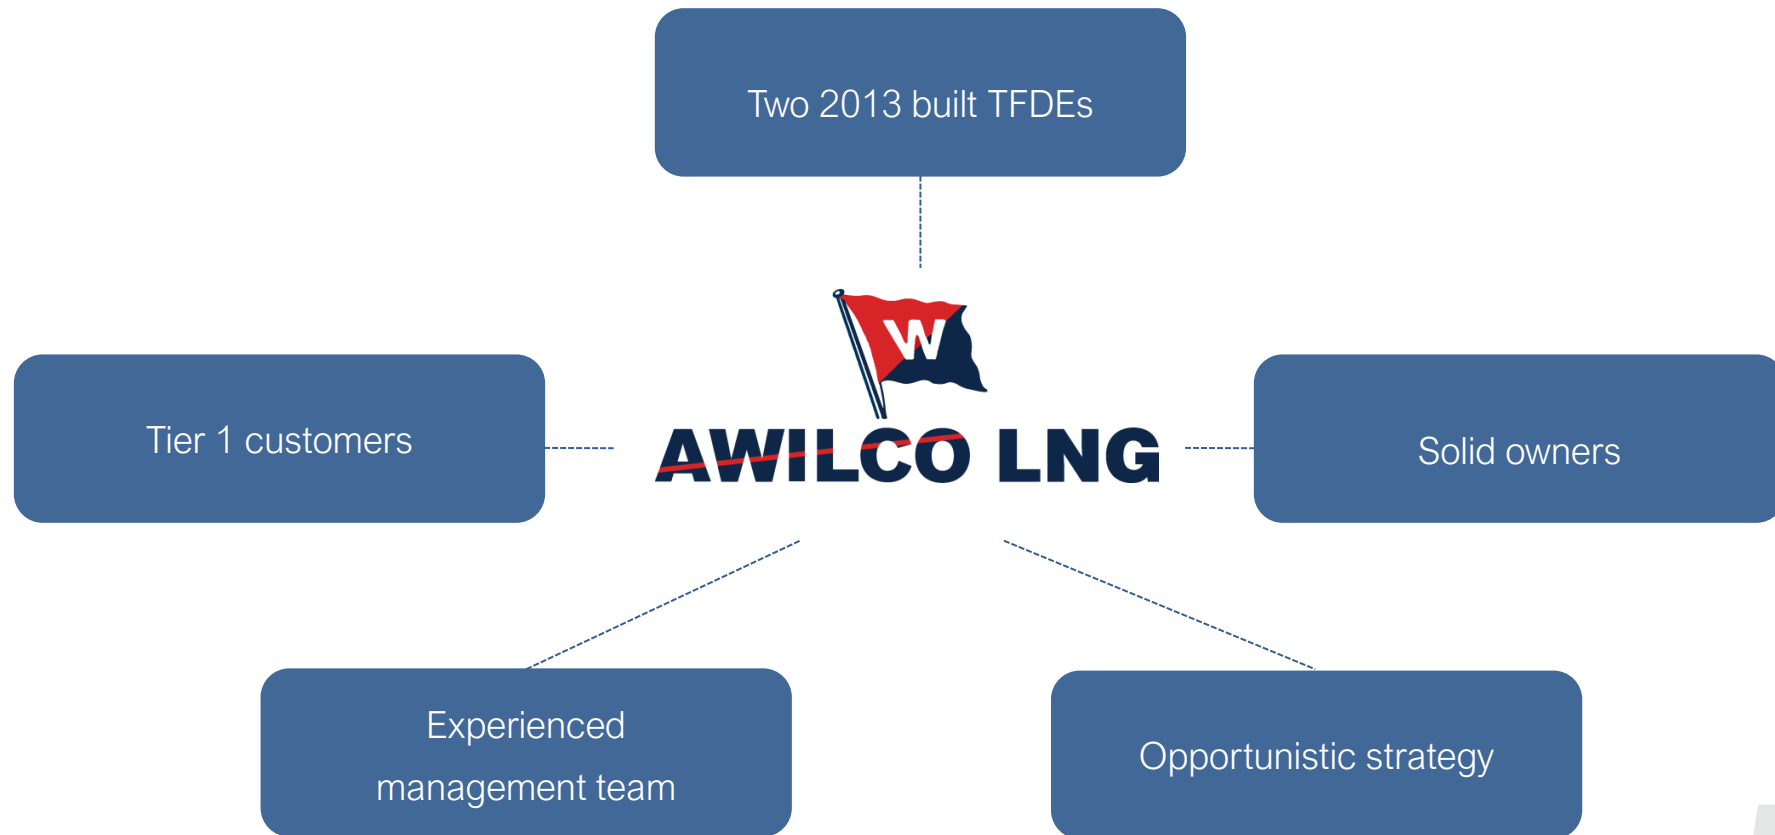 Two 2013 built TFDEs
W
Tier 1 customers
AWILCO LNG
Solid owners
Experienced
management team
Opportunistic strategy